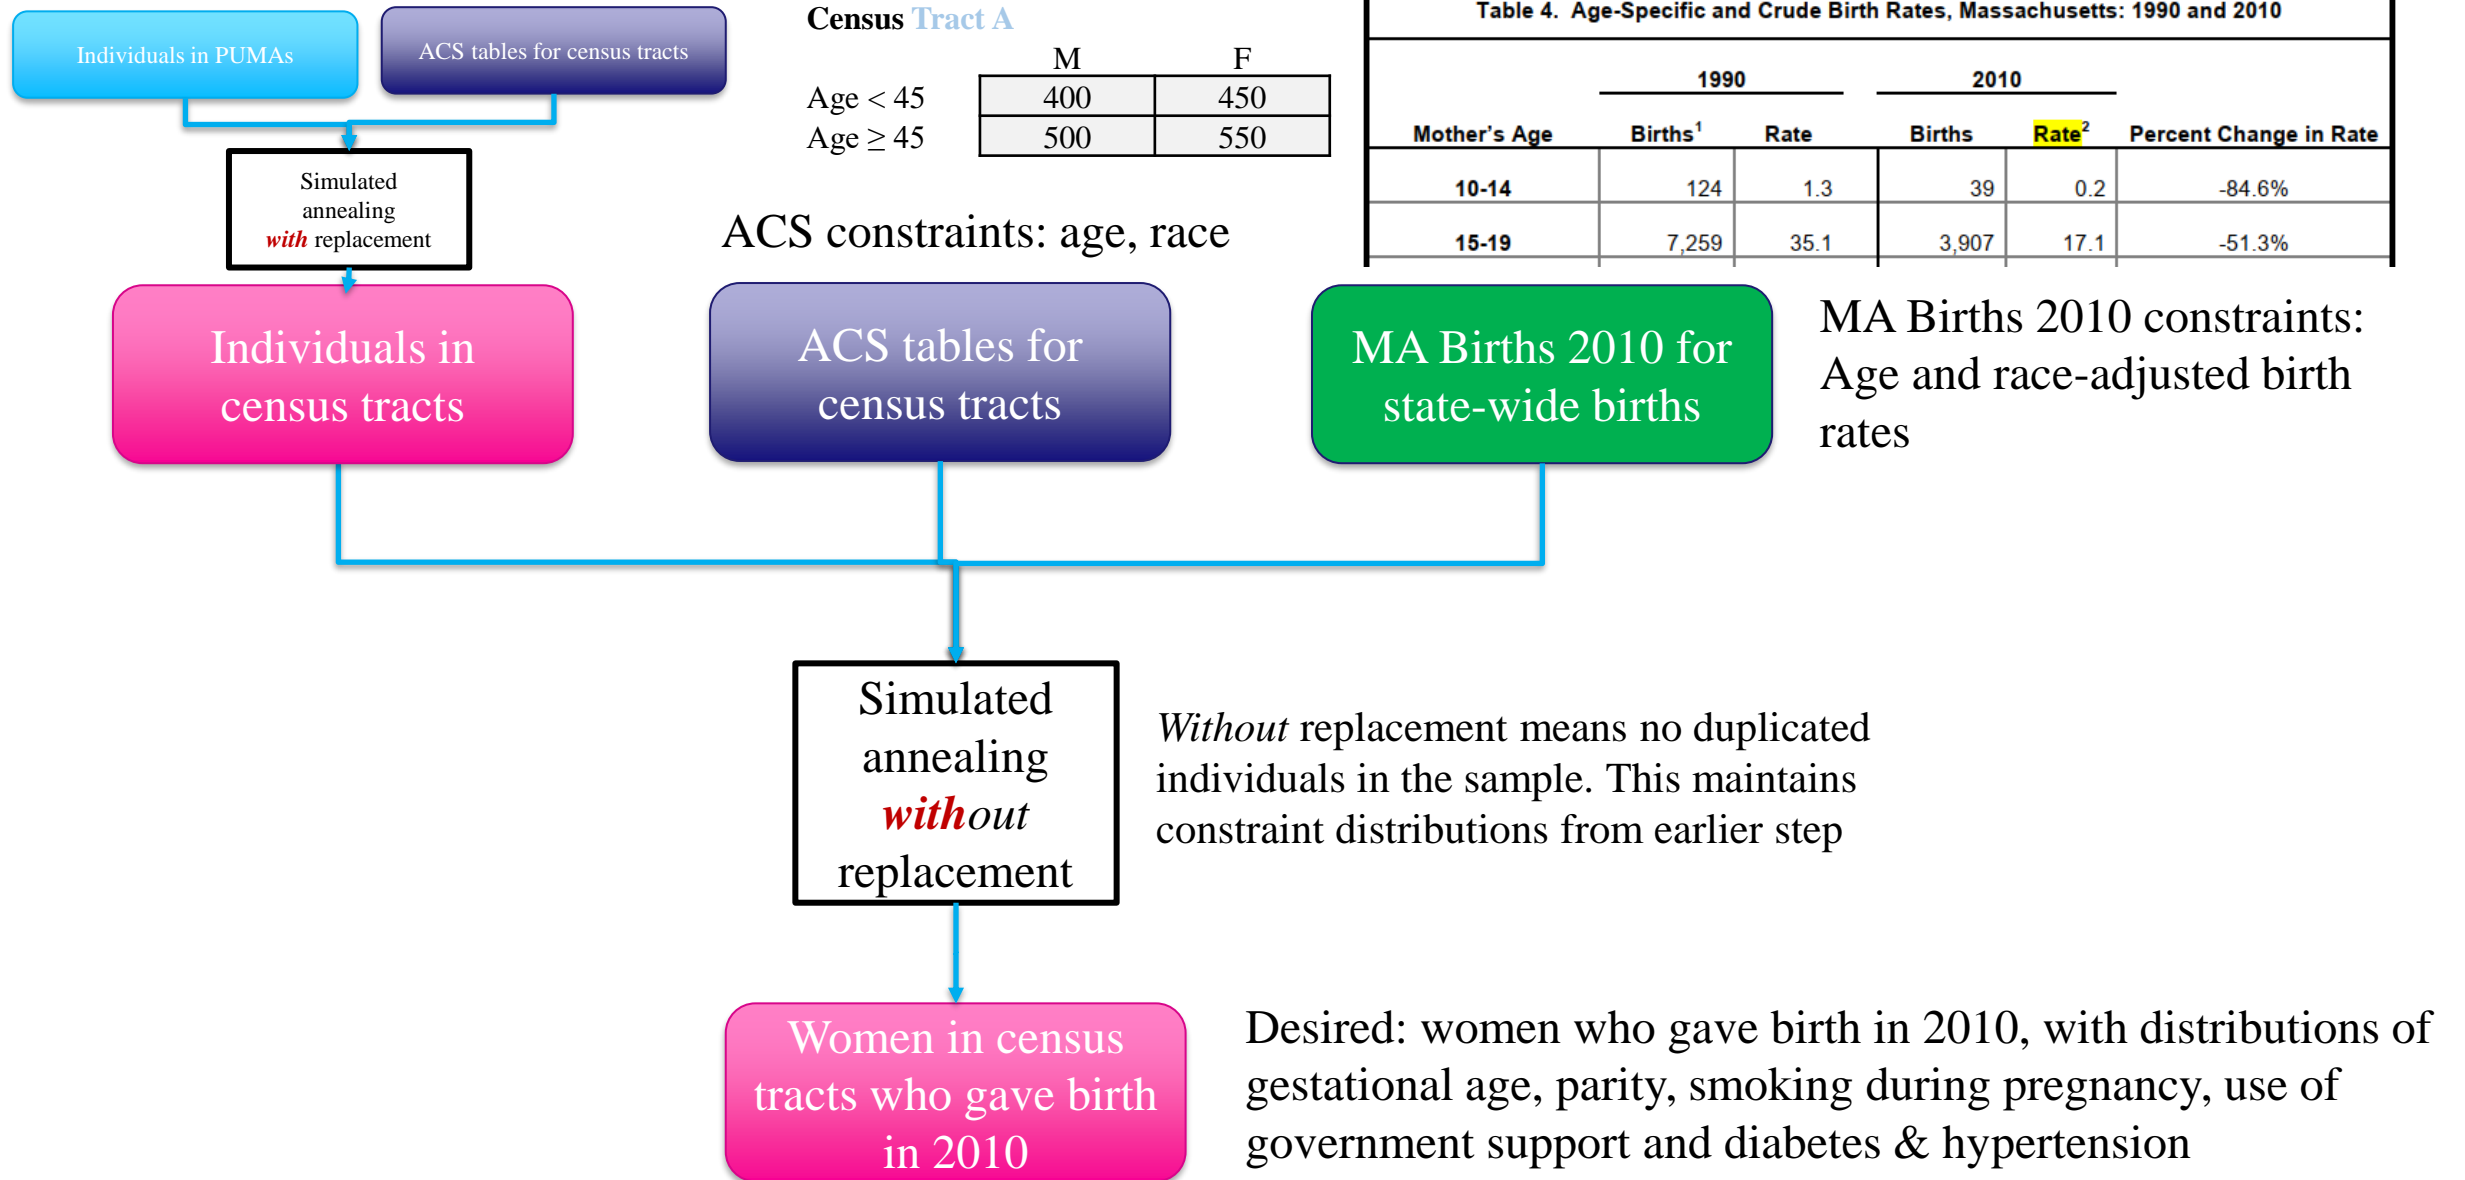 Individuals in PUMAs
ACS tables for census tracts
Simulated
annealing
with replacement
Census Tract A
M F
Age < 45 400 450
Age ≥ 45 500 550
Table 4. Age-Specific and Crude Birth Rates, Massachusetts: 1990 and 2010
1990 2010
Mother's Age Births¹ Rate Births Rate² Percent Change in Rate
10-14 124 1.3 39 0.2 -84.6%
15-19 7,259 35.1 3,907 17.1 -51.3%
ACS constraints: age, race
Individuals in
census tracts
ACS tables for
census tracts
MA Births 2010 for
state-wide births
MA Births 2010 constraints:
Age and race-adjusted birth
rates
Simulated
annealing
without
replacement
Without replacement means no duplicated
individuals in the sample. This maintains
constraint distributions from earlier step
Women in census
tracts who gave birth
in 2010
Desired: women who gave birth in 2010, with distributions of
gestational age, parity, smoking during pregnancy, use of
government support and diabetes & hypertension